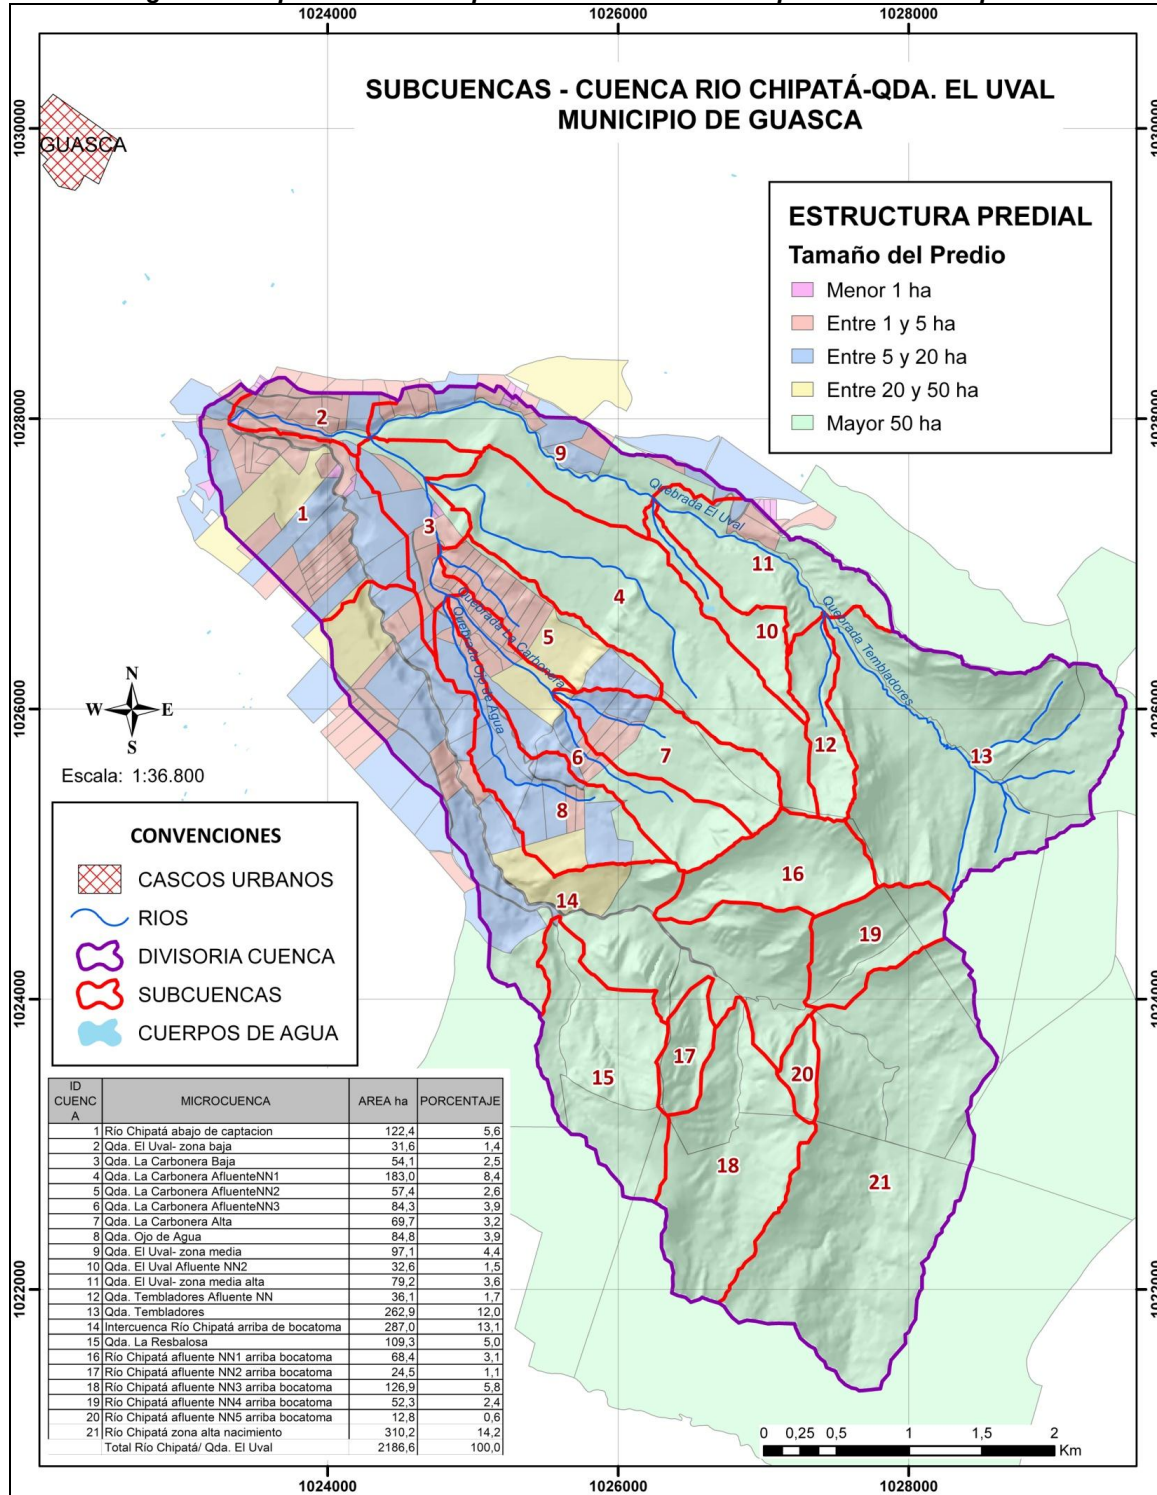 1024000 1026000 1028000
SUBCUENCAS - CUENCA RIO CHIPATÁ-QDA. EL UVAL
MUNICIPIO DE GUASCA
1030000
1030000
GUASCA
ESTRUCTURA PREDIAL
Tamaño del Predio
Menor 1 ha
Entre 1 y 5 ha
Entre 5 y 20 ha
Entre 20 y 50 ha
Mayor 50 ha
1028000
1028000
2
9
1
3
Quebrada El Uval
11
4
10
5
Quebrada La Carbonera
Quebrada Ojo de Agua
Quebrada Tembladores
1026000
1026000
N
W E
S
Escala: 1:36.800
6
7
12
13
8
16
14
19
CONVENCIONES
CASCOS URBANOS
RIOS
DIVISORIA CUENCA
SUBCUENCAS
CUERPOS DE AGUA
1024000
1024000
15
17
20
18
21
ID CUENC A MICROCUENCA AREA ha PORCENTAJE
1 Río Chipatá abajo de captacion 122,4 5,6
2 Qda. El Uval- zona baja 31,6 1,4
3 Qda. La Carbonera Baja 54,1 2,5
4 Qda. La Carbonera AfluenteNN1 183,0 8,4
5 Qda. La Carbonera AfluenteNN2 57,4 2,6
6 Qda. La Carbonera AfluenteNN3 84,3 3,9
7 Qda. La Carbonera Alta 69,7 3,2
8 Qda. Ojo de Agua 84,8 3,9
9 Qda. El Uval- zona media 97,1 4,4
10 Qda. El Uval Afluente NN2 32,6 1,5
11 Qda. El Uval- zona media alta 79,2 3,6
12 Qda. Tembladores Afluente NN 36,1 1,7
13 Qda. Tembladores 262,9 12,0
14 Intercuenca Río Chipatá arriba de bocatoma 287,0 13,1
15 Qda. La Resbalosa 109,3 5,0
16 Río Chipatá afluente NN1 arriba bocatoma 68,4 3,1
17 Río Chipatá afluente NN2 arriba bocatoma 24,5 1,1
18 Río Chipatá afluente NN3 arriba bocatoma 126,9 5,8
19 Río Chipatá afluente NN4 arriba bocatoma 52,3 2,4
20 Río Chipatá afluente NN5 arriba bocatoma 12,8 0,6
21 Río Chipatá zona alta nacimiento 310,2 14,2
Total Río Chipatá/ Qda. El Uval 2186,6 100,0
1022000
1022000
0 0,25 0,5 1 1,5 2
Km
1024000 1026000 1028000